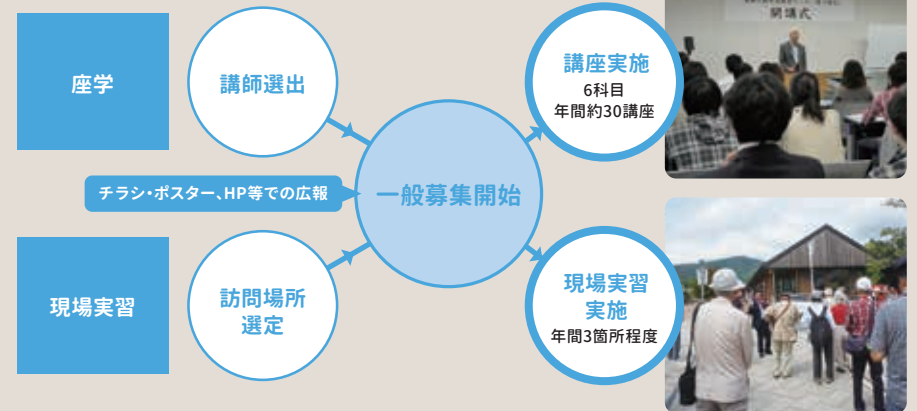 座学
講師選出
講座実施
6科目
年間約30講座
開講式
チラシ・ポスター、HP等での広報
一般募集開始
現場実習
訪問場所
選定
現場実習
実施
年間3箇所程度